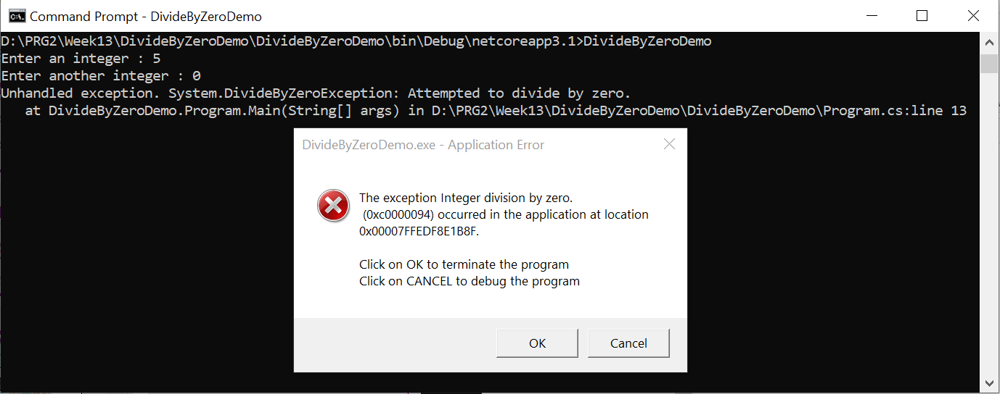 Command Prompt - DivideByZeroDemo
D:\PRG2\Week13\DivideByZeroDemo\DivideByZeroDemo\bin\Debug\netcoreapp3.1>DivideByZeroDemo
Enter an integer : 5
Enter another integer : 0
Unhandled exception. System.DivideByZeroException: Attempted to divide by zero.
   at DivideByZeroDemo.Program.Main(String[] args) in D:\PRG2\Week13\DivideByZeroDemo\DivideByZeroDemo\Program.cs:line 13
DivideByZeroDemo.exe - Application Error
The exception Integer division by zero.
(0xc0000094) occurred in the application at location
0x00007FFEDF8E1B8F.
Click on OK to terminate the program
Click on CANCEL to debug the program
OK
Cancel